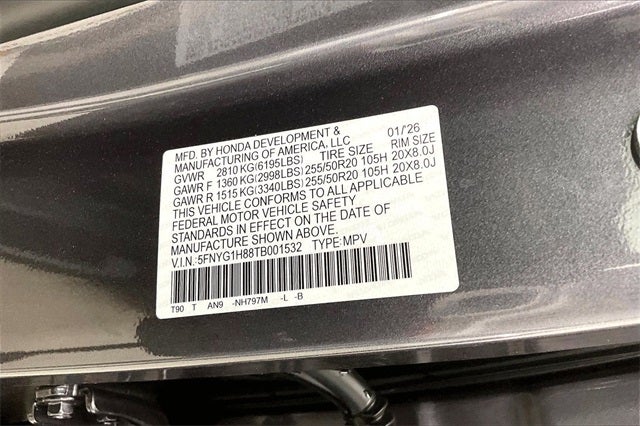 MFD. BY HONDA DEVELOPMENT &
MANUFACTURING OF AMERICA, LLC 01/'26
GVWR 2810 KG(6195LBS) TIRE SIZE RIM SIZE
GAWR F 1360 KG(2998LBS) 255/50R20 105H 20X8.0J
GAWR R 1515 KG(3340LBS) 255/50R20 105H 20X8.0J
THIS VEHICLE CONFORMS TO ALL APPLICABLE
FEDERAL MOTOR VEHICLE SAFETY
STANDARDS IN EFFECT ON THE DATE OF
MANUFACTURE SHOWN ABOVE.
V.I.N.: 5FNYG1H88TB001532 TYPE: MPV
T90 T AN9 -NH797M -L -B